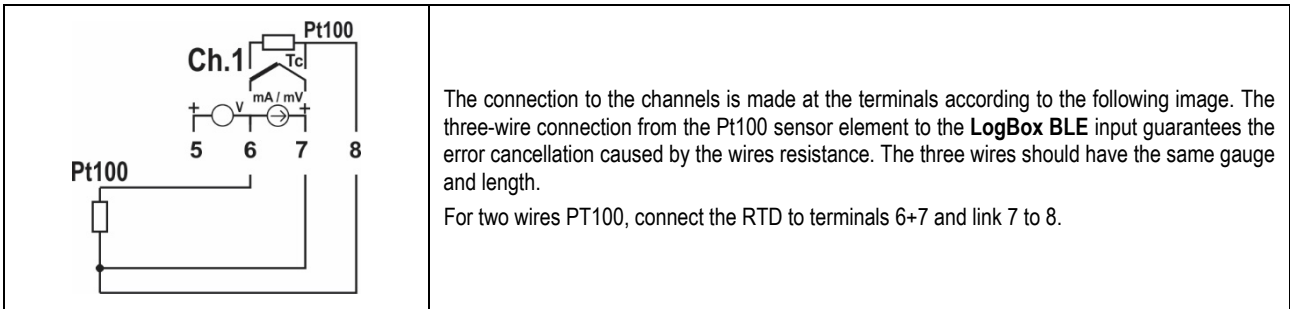 Pt100
Ch.1
Tc
mA / mV
+ V +
5 6 7 8
Pt100
The connection to the channels is made at the terminals according to the following image. The
three-wire connection from the Pt100 sensor element to the LogBox BLE input guarantees the
error cancellation caused by the wires resistance. The three wires should have the same gauge
and length.
For two wires PT100, connect the RTD to terminals 6+7 and link 7 to 8.